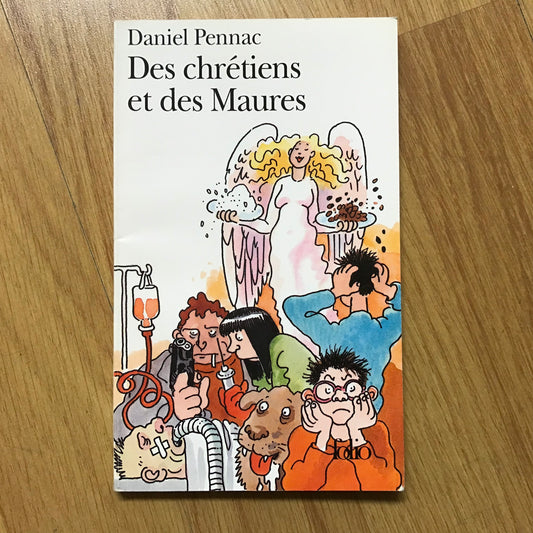 Daniel Pennac
Des chrétiens
et des Maures
folio